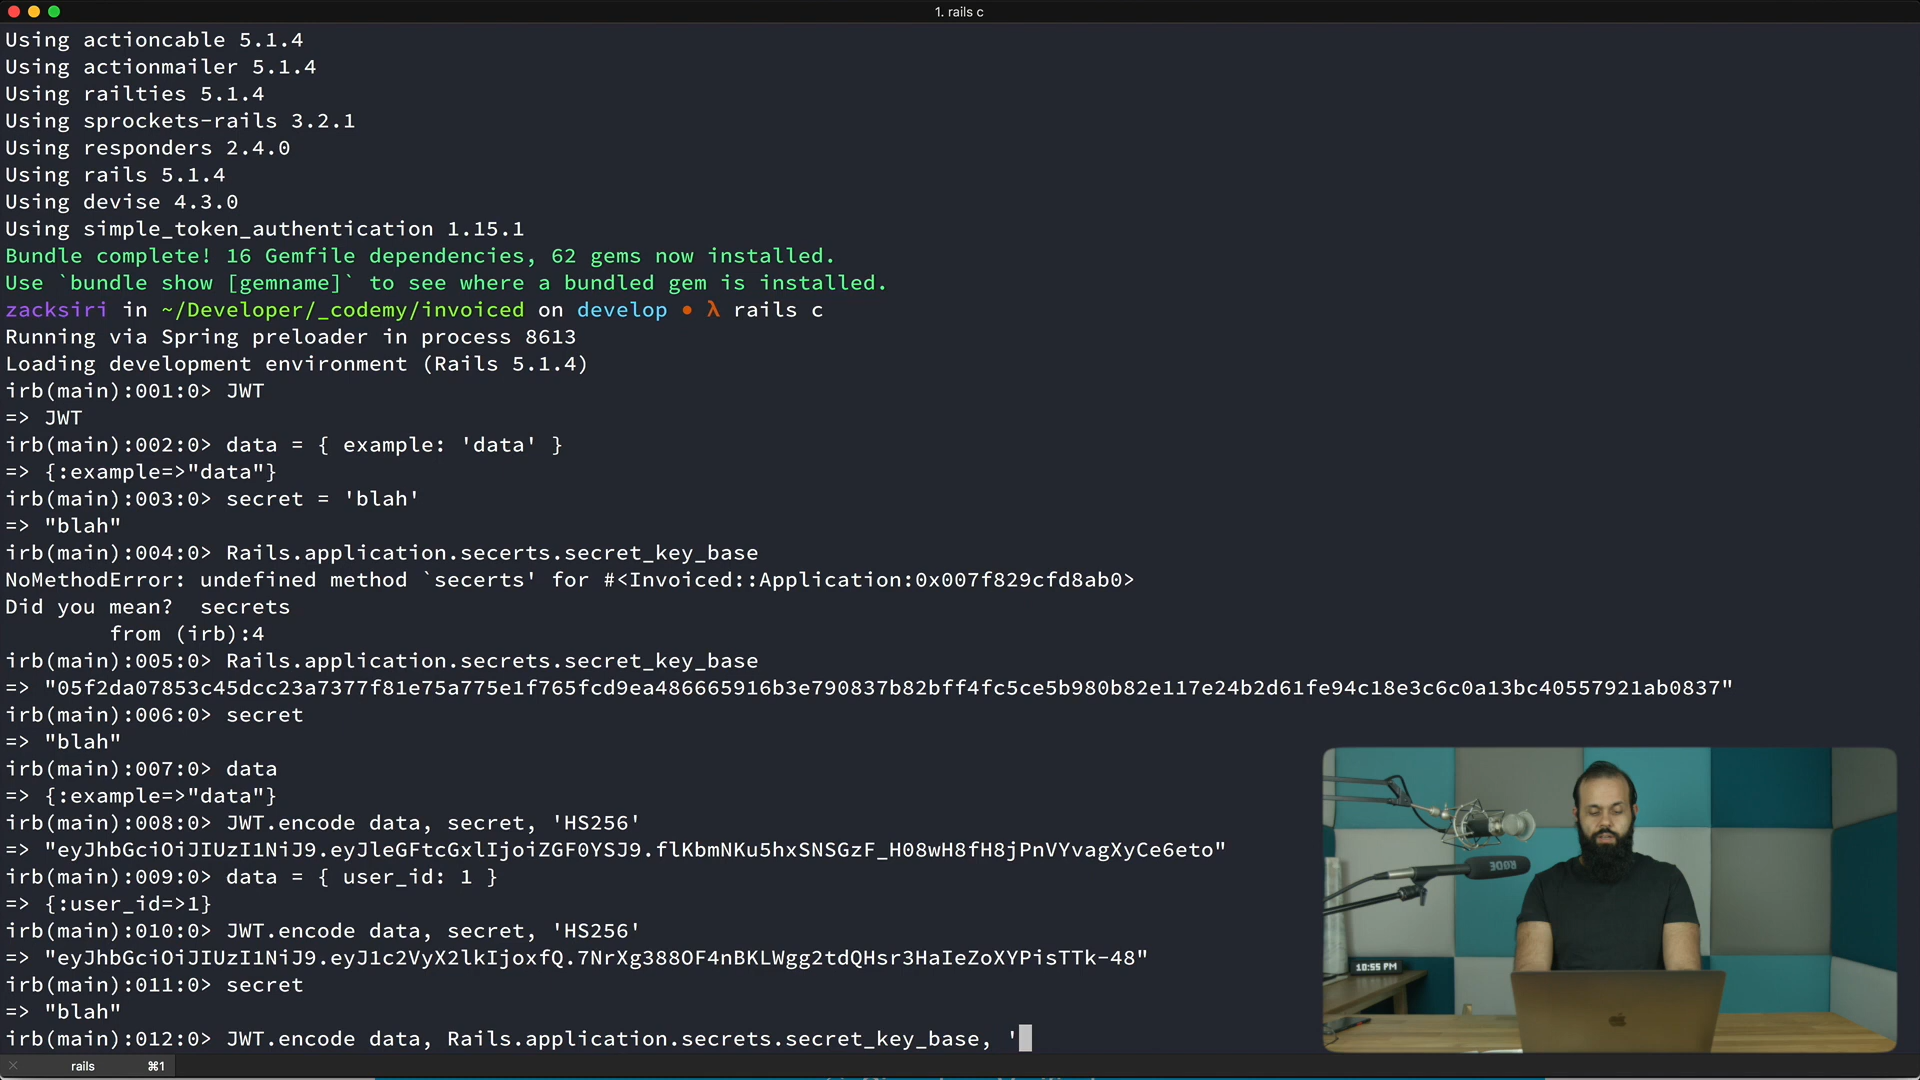 1. rails c
Using actioncable 5.1.4
Using actionmailer 5.1.4
Using railties 5.1.4
Using sprockets-rails 3.2.1
Using responders 2.4.0
Using rails 5.1.4
Using devise 4.3.0
Using simple_token_authentication 1.15.1
Bundle complete! 16 Gemfile dependencies, 62 gems now installed.
Use `bundle show [gemname]` to see where a bundled gem is installed.
zacksiri in ~/Developer/_codemy/invoiced on develop • λ rails c
Running via Spring preloader in process 8613
Loading development environment (Rails 5.1.4)
irb(main):001:0> JWT
=> JWT
irb(main):002:0> data = { example: 'data' }
=> {:example=>"data"}
irb(main):003:0> secret = 'blah'
=> "blah"
irb(main):004:0> Rails.application.secerts.secret_key_base
NoMethodError: undefined method `secerts' for #<Invoiced::Application:0x007f829cfd8ab0>
Did you mean?  secrets
        from (irb):4
irb(main):005:0> Rails.application.secrets.secret_key_base
=> "05f2da07853c45dcc23a7377f81e75a775e1f765fcd9ea486665916b3e790837b82bff4fc5ce5b980b82e117e24b2d61fe94c18e3c6c0a13bc40557921ab0837"
irb(main):006:0> secret
=> "blah"
irb(main):007:0> data
=> {:example=>"data"}
irb(main):008:0> JWT.encode data, secret, 'HS256'
=> "eyJhbGciOiJIUzI1NiJ9.eyJleGFtcGxlIjoiZGF0YSJ9.flKbmNKu5hxSNSGzF_H08wH8fH8jPnVYvagXyCe6eto"
irb(main):009:0> data = { user_id: 1 }
=> {:user_id=>1}
irb(main):010:0> JWT.encode data, secret, 'HS256'
=> "eyJhbGciOiJIUzI1NiJ9.eyJ1c2VyX2lkIjoxfQ.7NrXg388OF4nBKLWgg2tdQHsr3HaIeZoXYPisTTk-48"
irb(main):011:0> secret
=> "blah"
irb(main):012:0> JWT.encode data, Rails.application.secrets.secret_key_base, '
RØDE
10:55 PM
rails ⌘1